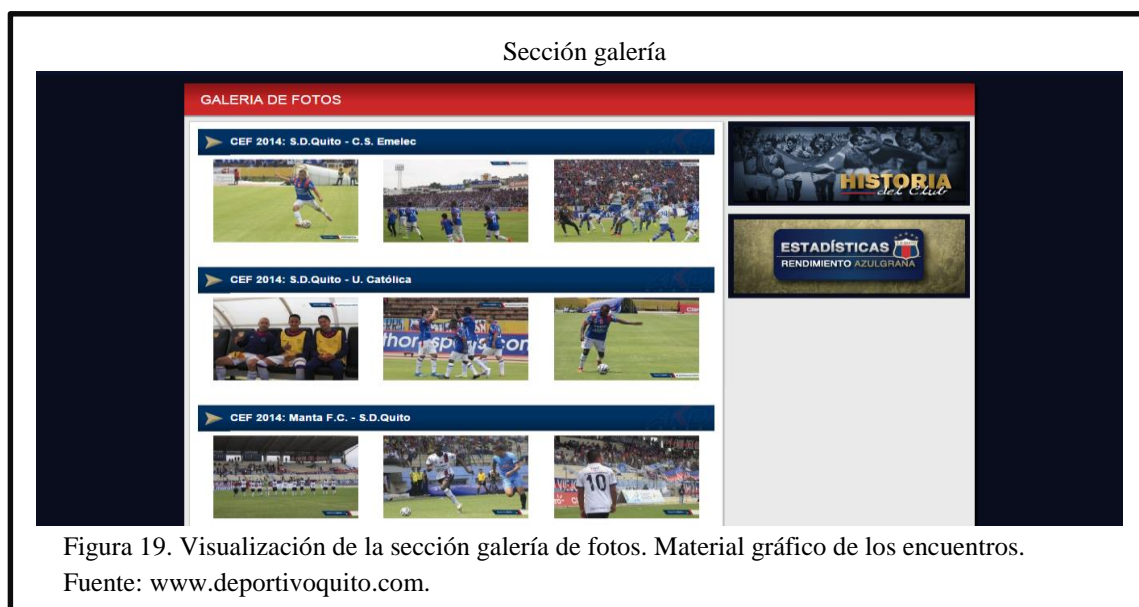 Sección galería
GALERIA DE FOTOS
CEF 2014: S.D.Quito - C.S. Emelec
HISTORIA
del Club
CEF 2014: S.D.Quito - U. Católica
ESTADÍSTICAS
RENDIMIENTO AZULGRANA
CEF 2014: Manta F.C. - S.D.Quito
10
Figura 19. Visualización de la sección galería de fotos. Material gráfico de los encuentros.
Fuente: www.deportivoquito.com.